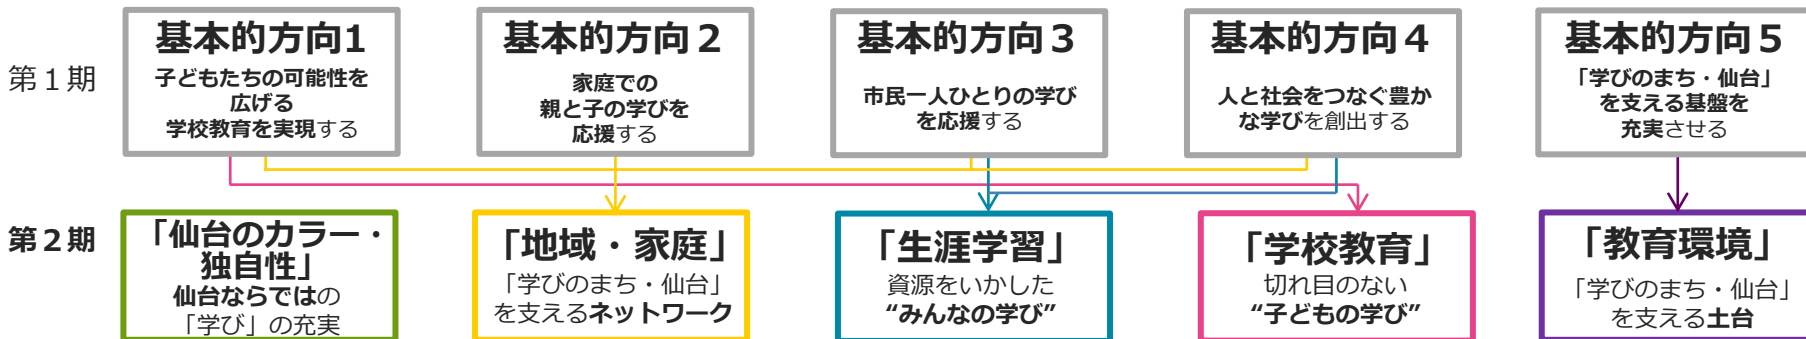 第１期
基本的方向1
子どもたちの可能性を
広げる
学校教育を実現する
基本的方向２
家庭での
親と子の学びを
応援する
基本的方向３
市民一人ひとりの学び
を応援する
基本的方向４
人と社会をつなぐ豊か
な学びを創出する
基本的方向５
「学びのまち・仙台」
を支える基盤を
充実させる
第２期
「仙台のカラー・
独自性」
仙台ならではの
「学び」の充実
「地域・家庭」
「学びのまち・仙台」
を支えるネットワーク
「生涯学習」
資源をいかした
“みんなの学び”
「学校教育」
切れ目のない
“子どもの学び”
「教育環境」
「学びのまち・仙台」
を支える土台